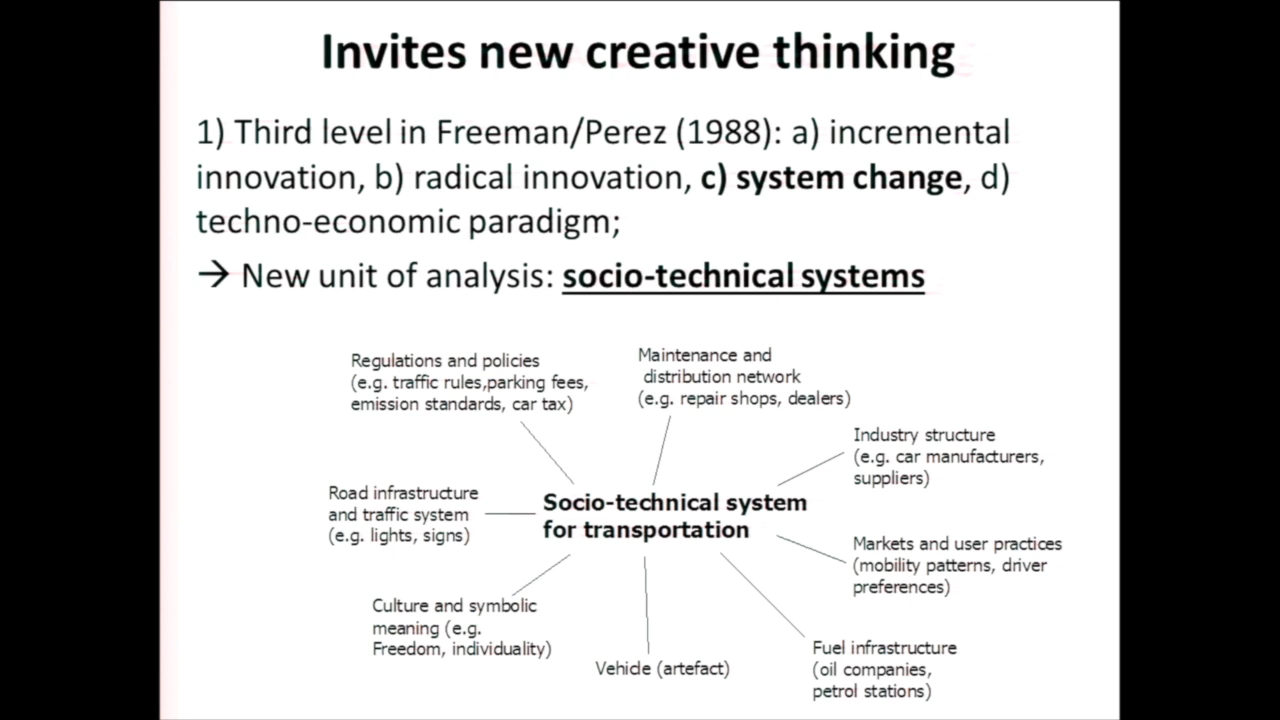 Invites new creative thinking
1) Third level in Freeman/Perez (1988): a) incremental
innovation, b) radical innovation, c) system change, d)
techno-economic paradigm;
→ New unit of analysis: socio-technical systems
Regulations and policies
(e.g. traffic rules,parking fees,
emission standards, car tax)
Maintenance and
distribution network
(e.g. repair shops, dealers)
Industry structure
(e.g. car manufacturers,
suppliers)
Road infrastructure
and traffic system
(e.g. lights, signs)
Socio-technical system
for transportation
Markets and user practices
(mobility patterns, driver
preferences)
Culture and symbolic
meaning (e.g.
Freedom, individuality)
Vehicle (artefact)
Fuel infrastructure
(oil companies,
petrol stations)